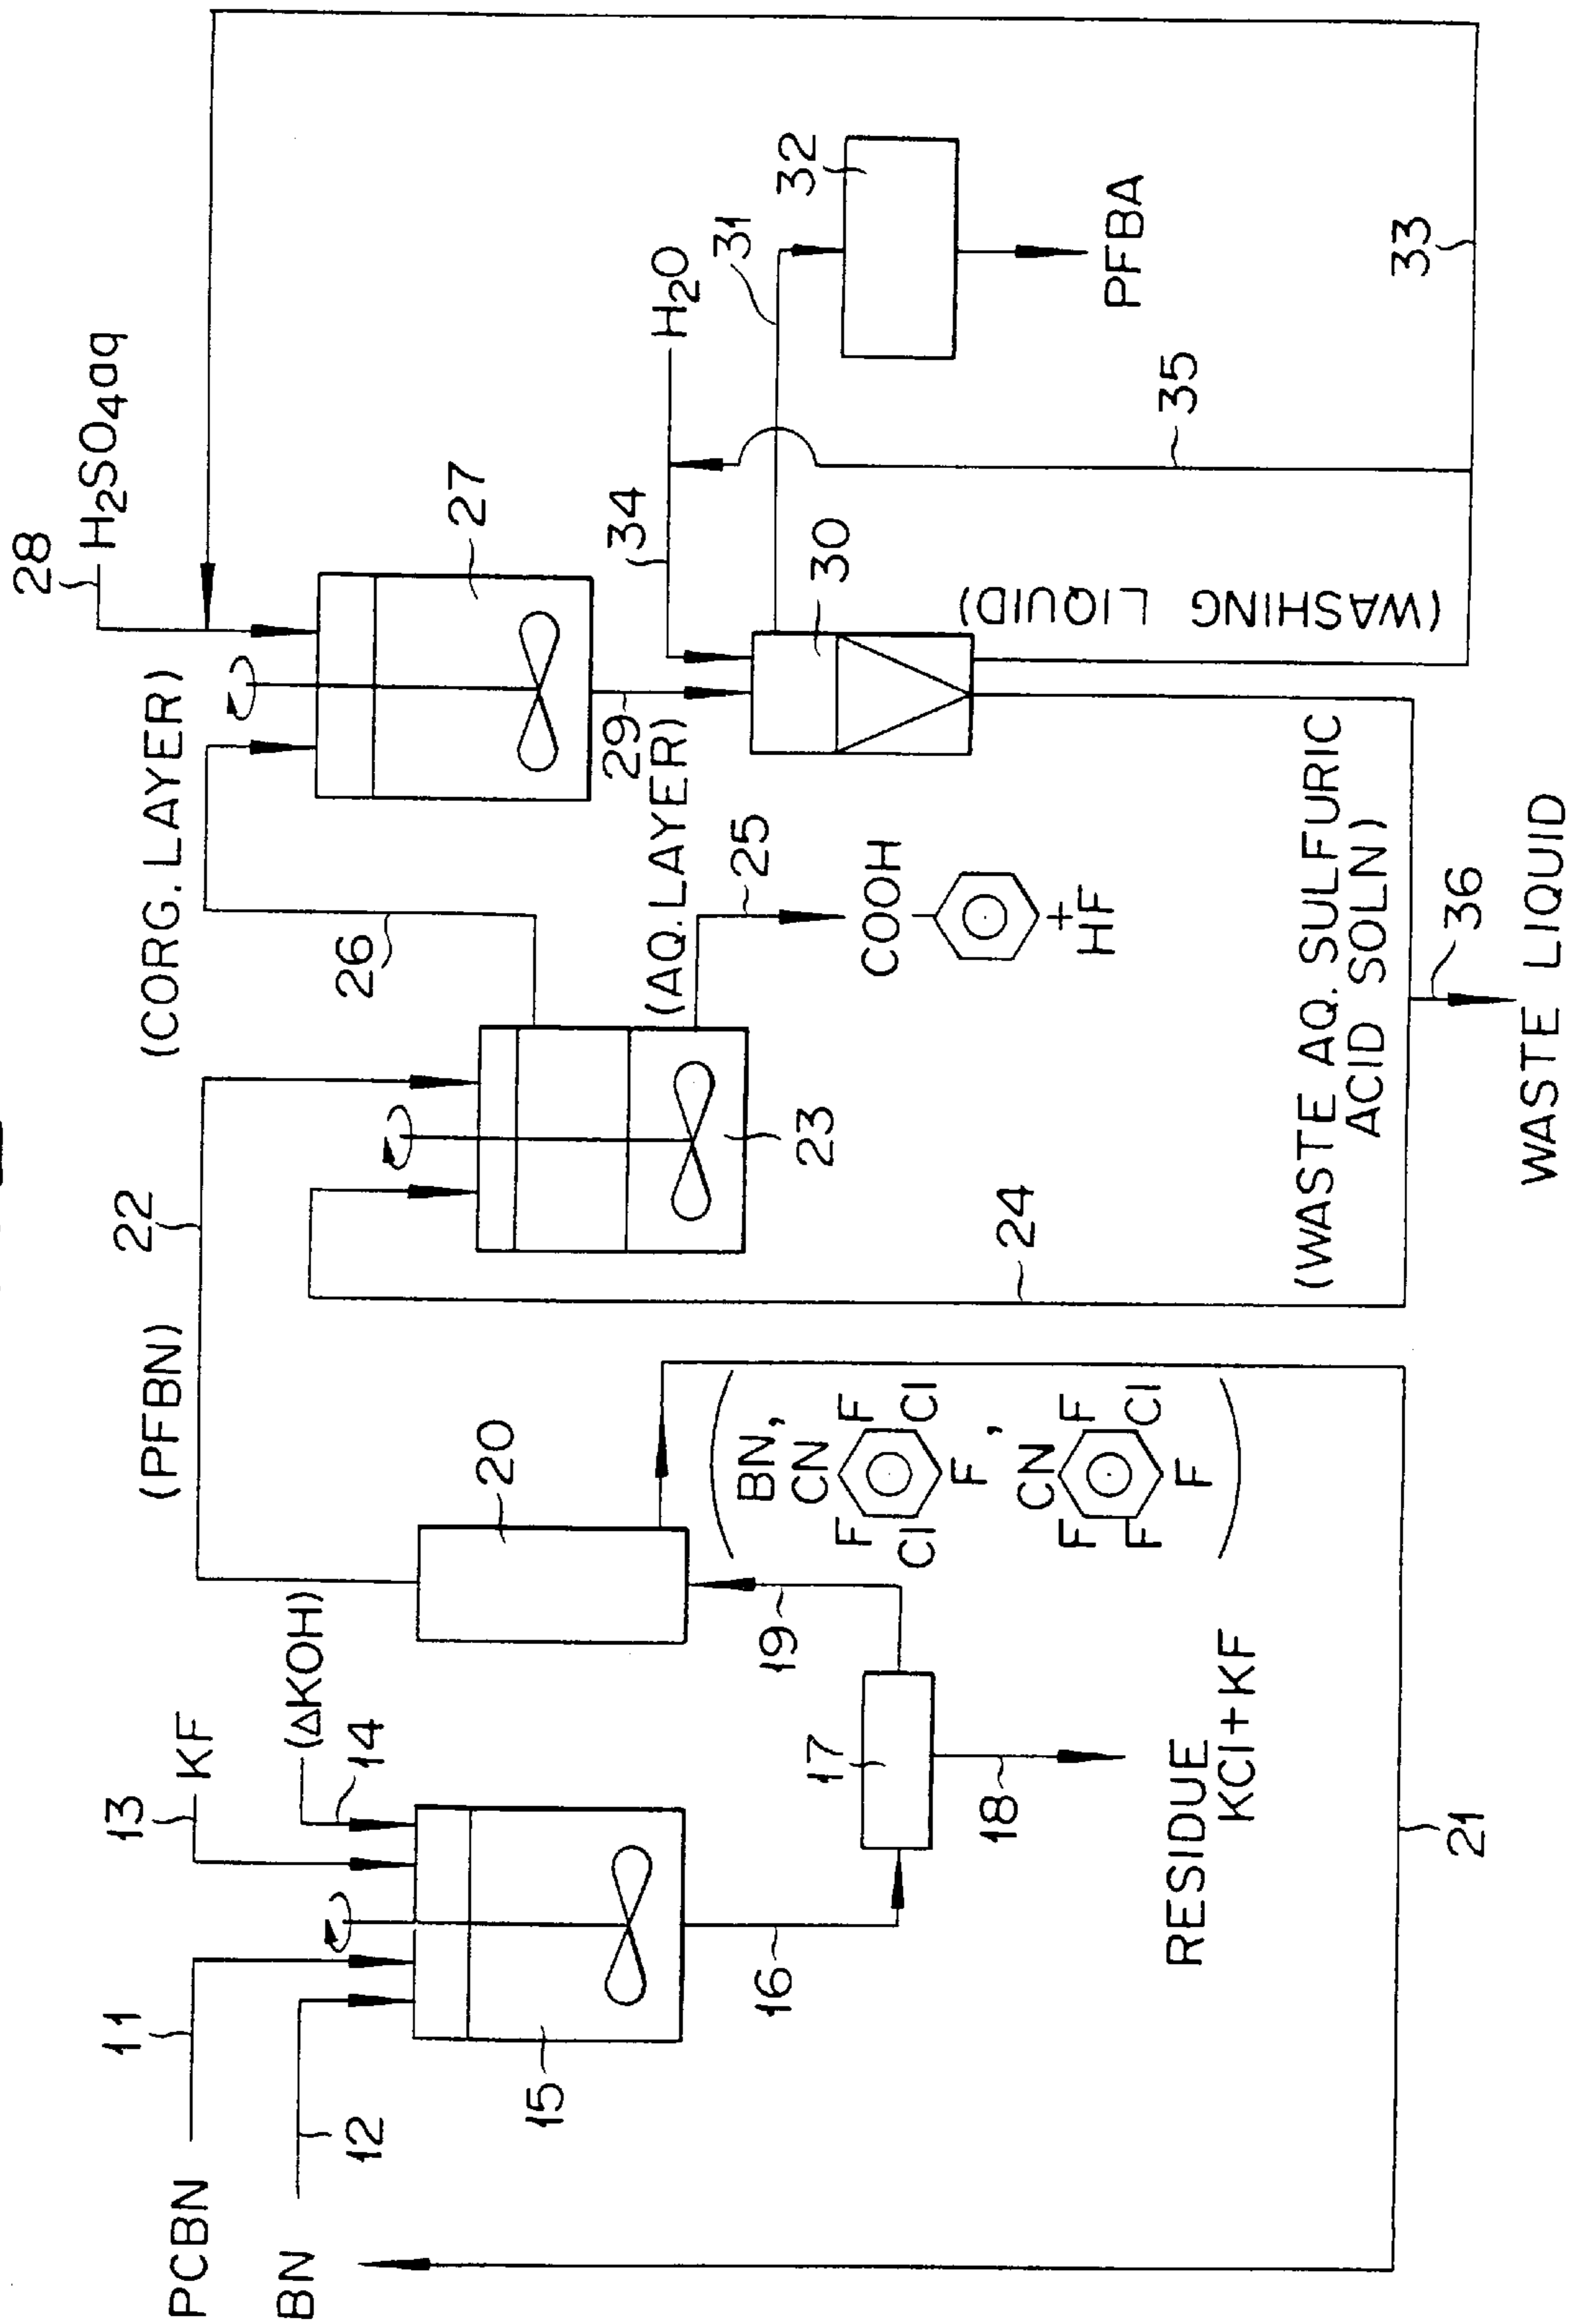 PCBN
11
BN
12
13
KF
(ΔKOH)
14
15
16
17
18
RESIDUE
KCl+KF
19
20
21
(BN,
CN
F
F
Cl
Cl
F
,
CN
F
F
F
Cl
F
)
(PFBN)
22
23
24
(CORG. LAYER)
26
(AQ. LAYER)
25
COOH
+
HF
28
H2SO4aq
27
29
30
34
H2O
31
32
PFBA
35
33
(WASHING LIQUID)
(WASTE AQ. SULFURIC
ACID SOLN)
36
WASTE LIQUID